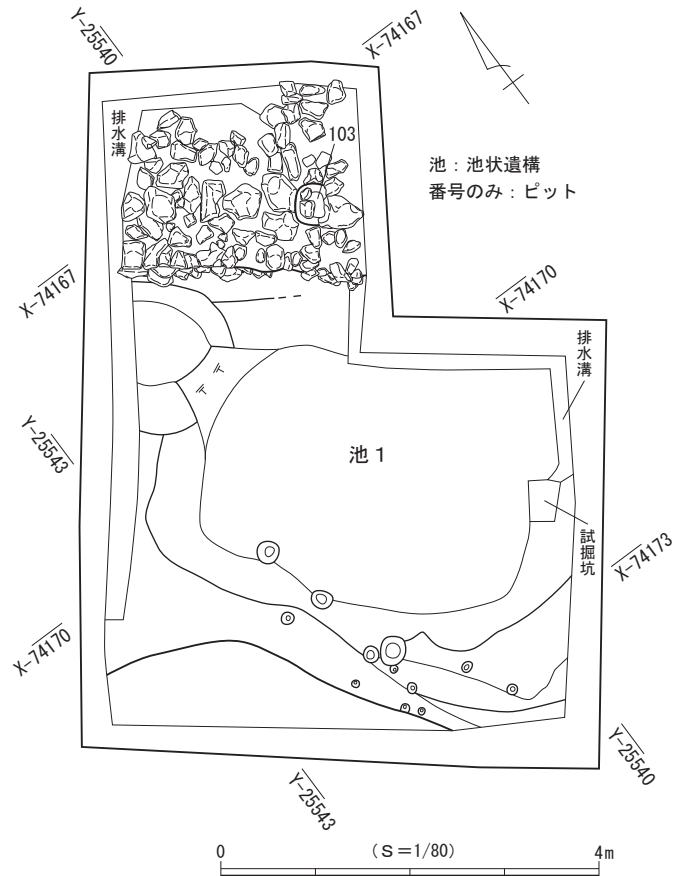 Y-25540
X-74167
排水溝
103
池：池状遺構
番号のみ：ピット
X-74167
X-74170
排水溝
Y-25543
池1
試掘坑
X-74173
X-74170
Y-25540
Y-25543
0 （S=1/80） 4m